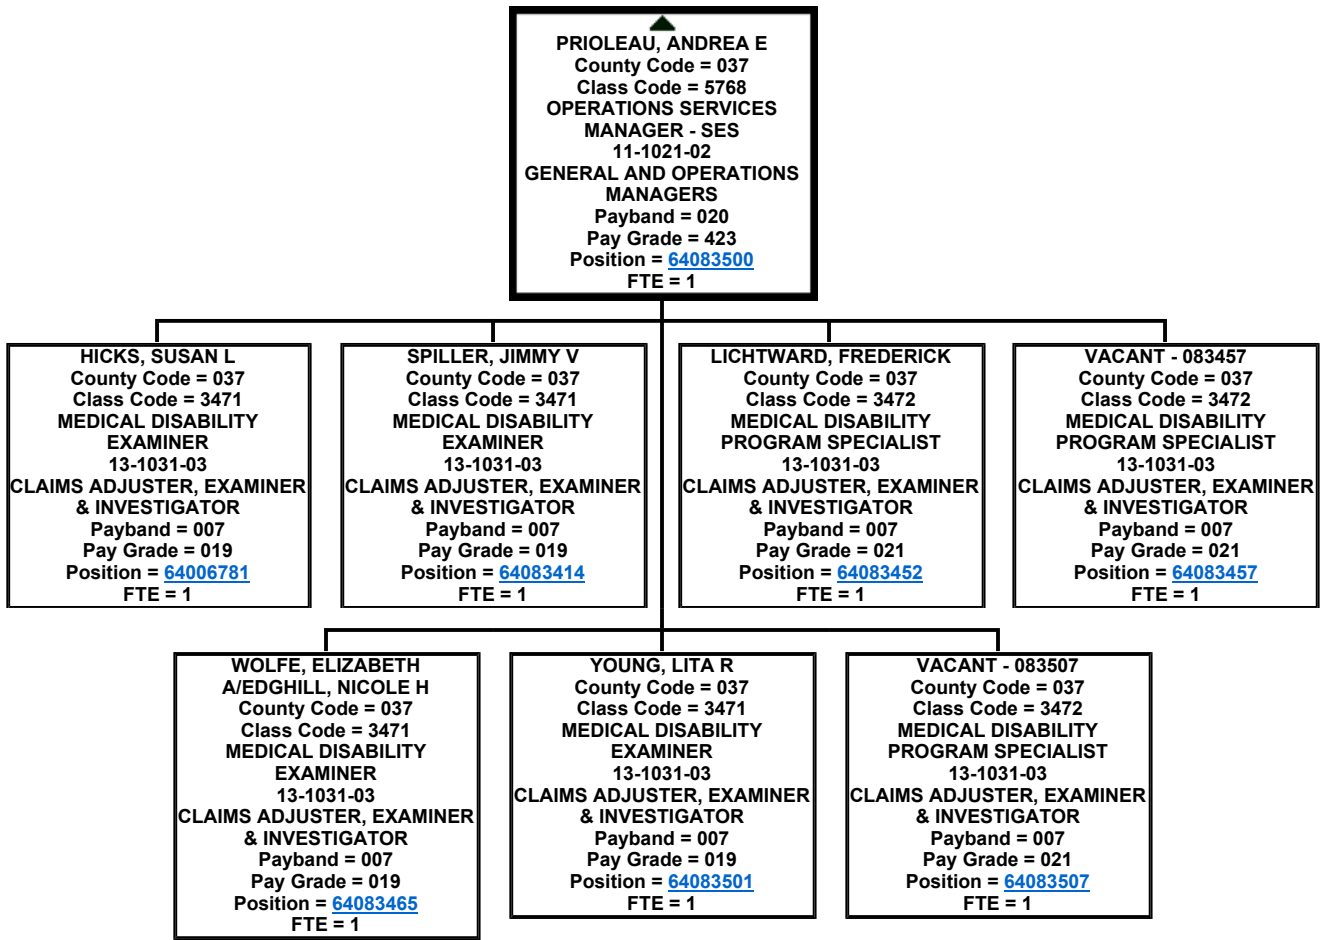 PRIOLEAU, ANDREA E
County Code = 037
Class Code = 5768
OPERATIONS SERVICES
MANAGER - SES
11-1021-02
GENERAL AND OPERATIONS
MANAGERS
Payband = 020
Pay Grade = 423
Position = 64083500
FTE = 1
HICKS, SUSAN L
County Code = 037
Class Code = 3471
MEDICAL DISABILITY
EXAMINER
13-1031-03
CLAIMS ADJUSTER, EXAMINER
& INVESTIGATOR
Payband = 007
Pay Grade = 019
Position = 64006781
FTE = 1
SPILLER, JIMMY V
County Code = 037
Class Code = 3471
MEDICAL DISABILITY
EXAMINER
13-1031-03
CLAIMS ADJUSTER, EXAMINER
& INVESTIGATOR
Payband = 007
Pay Grade = 019
Position = 64083414
FTE = 1
LICHTWARD, FREDERICK
County Code = 037
Class Code = 3472
MEDICAL DISABILITY
PROGRAM SPECIALIST
13-1031-03
CLAIMS ADJUSTER, EXAMINER
& INVESTIGATOR
Payband = 007
Pay Grade = 021
Position = 64083452
FTE = 1
VACANT - 083457
County Code = 037
Class Code = 3472
MEDICAL DISABILITY
PROGRAM SPECIALIST
13-1031-03
CLAIMS ADJUSTER, EXAMINER
& INVESTIGATOR
Payband = 007
Pay Grade = 021
Position = 64083457
FTE = 1
WOLFE, ELIZABETH
A/EDGHILL, NICOLE H
County Code = 037
Class Code = 3471
MEDICAL DISABILITY
EXAMINER
13-1031-03
CLAIMS ADJUSTER, EXAMINER
& INVESTIGATOR
Payband = 007
Pay Grade = 019
Position = 64083465
FTE = 1
YOUNG, LITA R
County Code = 037
Class Code = 3471
MEDICAL DISABILITY
EXAMINER
13-1031-03
CLAIMS ADJUSTER, EXAMINER
& INVESTIGATOR
Payband = 007
Pay Grade = 019
Position = 64083501
FTE = 1
VACANT - 083507
County Code = 037
Class Code = 3472
MEDICAL DISABILITY
PROGRAM SPECIALIST
13-1031-03
CLAIMS ADJUSTER, EXAMINER
& INVESTIGATOR
Payband = 007
Pay Grade = 021
Position = 64083507
FTE = 1